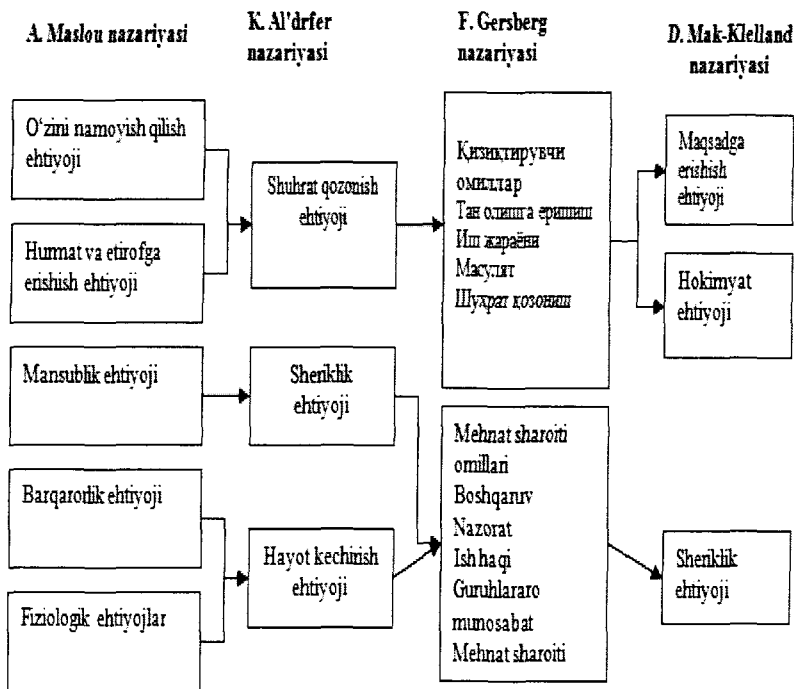 A. Maslou nazariyasi
K. Al'drfer
nazariyasi
F. Gersberg
nazariyasi
D. Mak-Klelland
nazariyasi
O‘zini namoyish qilish
ehtiyoji
Hurmat va etirofga
erishish ehtiyoji
Mansublik ehtiyoji
Barqarorlik ehtiyoji
Fiziologik ehtiyojlar
Shuhrat qozonish
ehtiyoji
Sheriklik
ehtiyoji
Hayot kechirish
ehtiyoji
Қизиқтирувчи
омиллар
Тан олишга еришиш
Иш жараёни
Масулят
Шуҳрат қозониш
Mehnat sharoiti
omillari
Boshqaruv
Nazorat
Ish haqi
Guruhlararo
munosabat
Mehnat sharoiti
Maqsadga
erishish
ehtiyoji
Hokimyat
ehtiyoji
Sheriklik
ehtiyoji